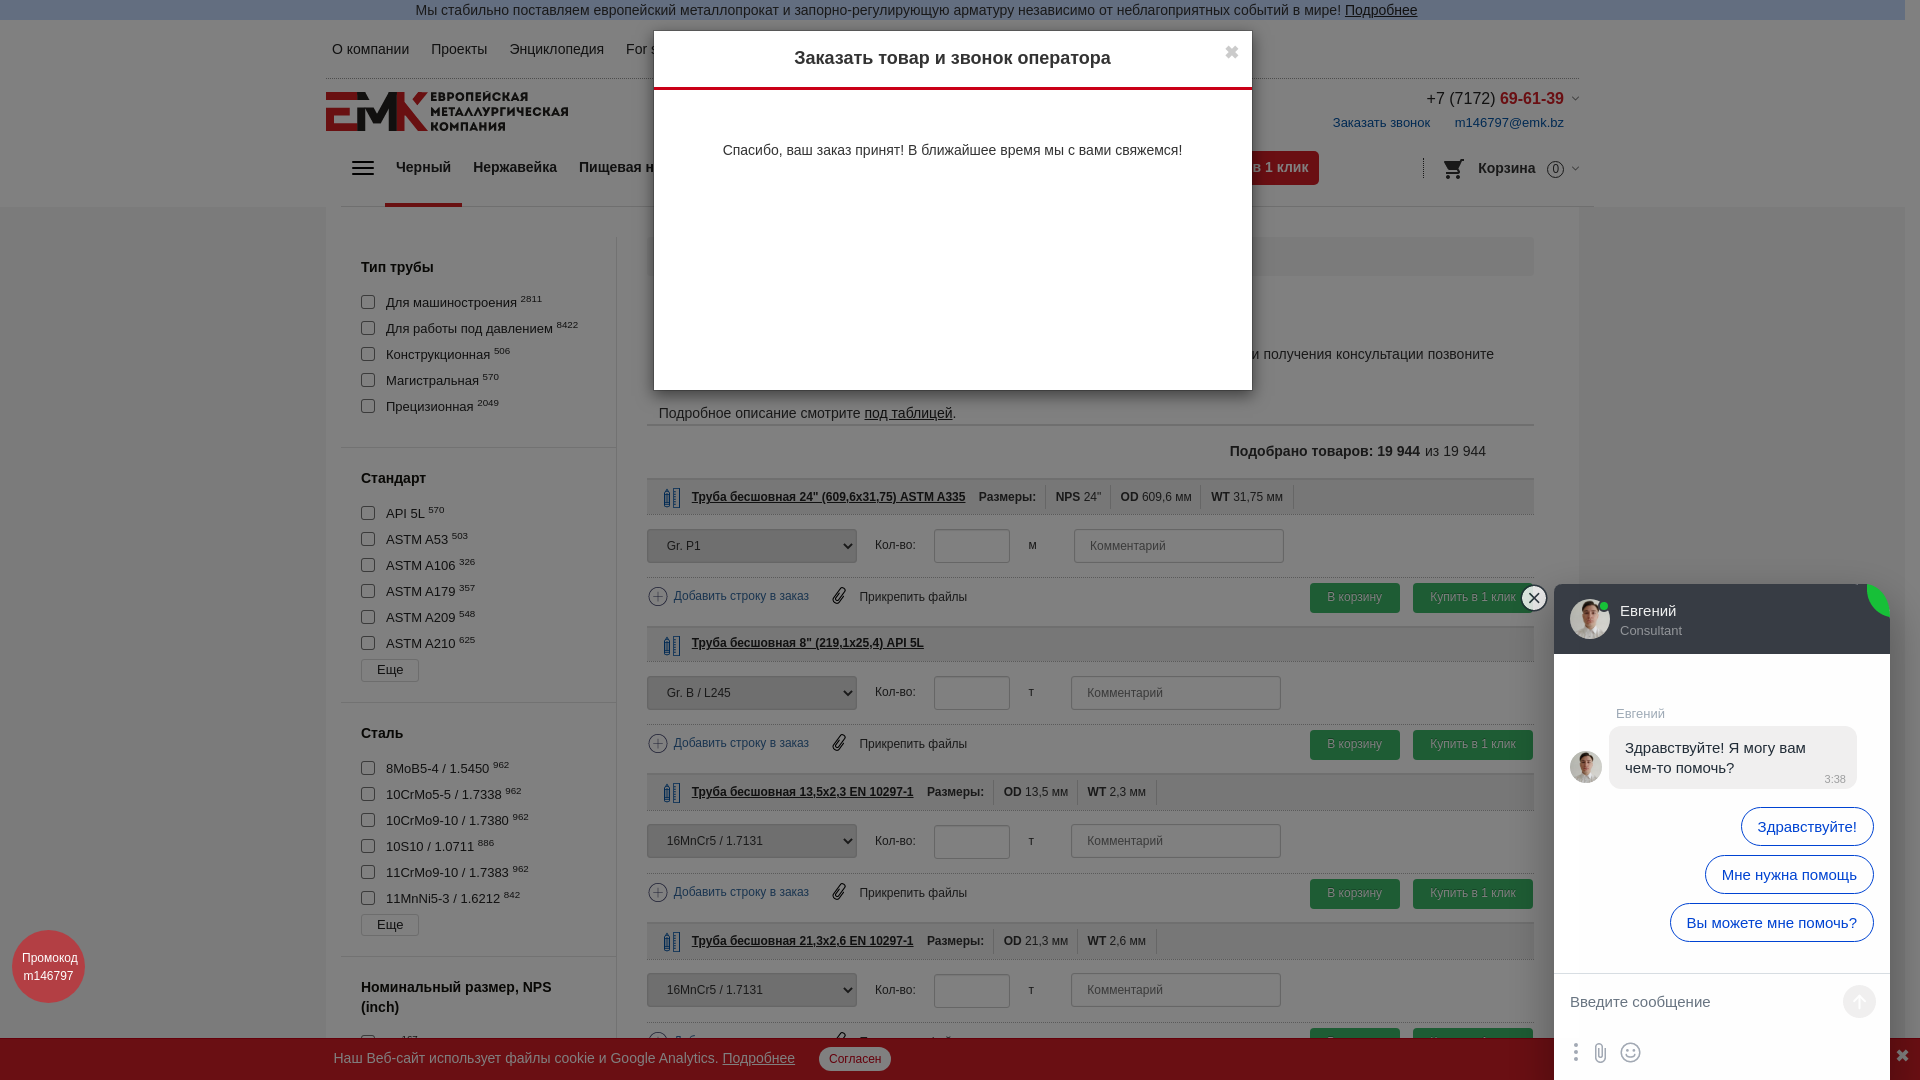 Мы стабильно поставляем европейский металлопрокат и запорно-регулирующую арматуру независимо от неблагоприятных событий в мире! Подробнее
О компании Проекты Энциклопедия For s
Заказать товар и звонок оператора
ЕВРОПЕЙСКАЯ
МЕТАЛЛУРГИЧЕСКАЯ
КОМПАНИЯ
EMK
+7 (7172) 69-61-39
Заказать звонок m146797@emk.bz
Спасибо, ваш заказ принят! В ближайшее время мы с вами свяжемся!
Черный Нержавейка Пищевая н в 1 клик Корзина 0
Тип трубы
Для машиностроения 2811
Для работы под давлением 8422
Конструкционная 506
Магистральная 570
Прецизионная 2049
Стандарт
API 5L 570
ASTM A53 503
ASTM A106 326
ASTM A179 357
ASTM A209 548
ASTM A210 625
Еще
Сталь
8MoB5-4 / 1.5450 962
10CrMo5-5 / 1.7338 962
10CrMo9-10 / 1.7380 962
10S10 / 1.0711 886
11CrMo9-10 / 1.7383 962
11MnNi5-3 / 1.6212 842
Еще
Номинальный размер, NPS
(inch)
и получения консультации позвоните
Подробное описание смотрите под таблицей.
Подобрано товаров: 19 944 из 19 944
Труба бесшовная 24" (609,6х31,75) ASTM A335 Размеры: NPS 24" OD 609,6 мм WT 31,75 мм
Gr. P1 Кол-во: м Комментарий
Добавить строку в заказ Прикрепить файлы В корзину Купить в 1 клик
Труба бесшовная 8" (219,1х25,4) API 5L
Gr. B / L245 Кол-во: т Комментарий
Добавить строку в заказ Прикрепить файлы В корзину Купить в 1 клик
Труба бесшовная 13,5х2,3 EN 10297-1 Размеры: OD 13,5 мм WT 2,3 мм
16MnCr5 / 1.7131 Кол-во: т Комментарий
Добавить строку в заказ Прикрепить файлы В корзину Купить в 1 клик
Труба бесшовная 21,3х2,6 EN 10297-1 Размеры: OD 21,3 мм WT 2,6 мм
16MnCr5 / 1.7131 Кол-во: т Комментарий
Промокод
m146797
Наш Веб-сайт использует файлы cookie и Google Analytics. Подробнее Согласен
Евгений
Consultant
Евгений
Здравствуйте! Я могу вам
чем-то помочь?
3:38
Здравствуйте!
Мне нужна помощь
Вы можете мне помочь?
Введите сообщение